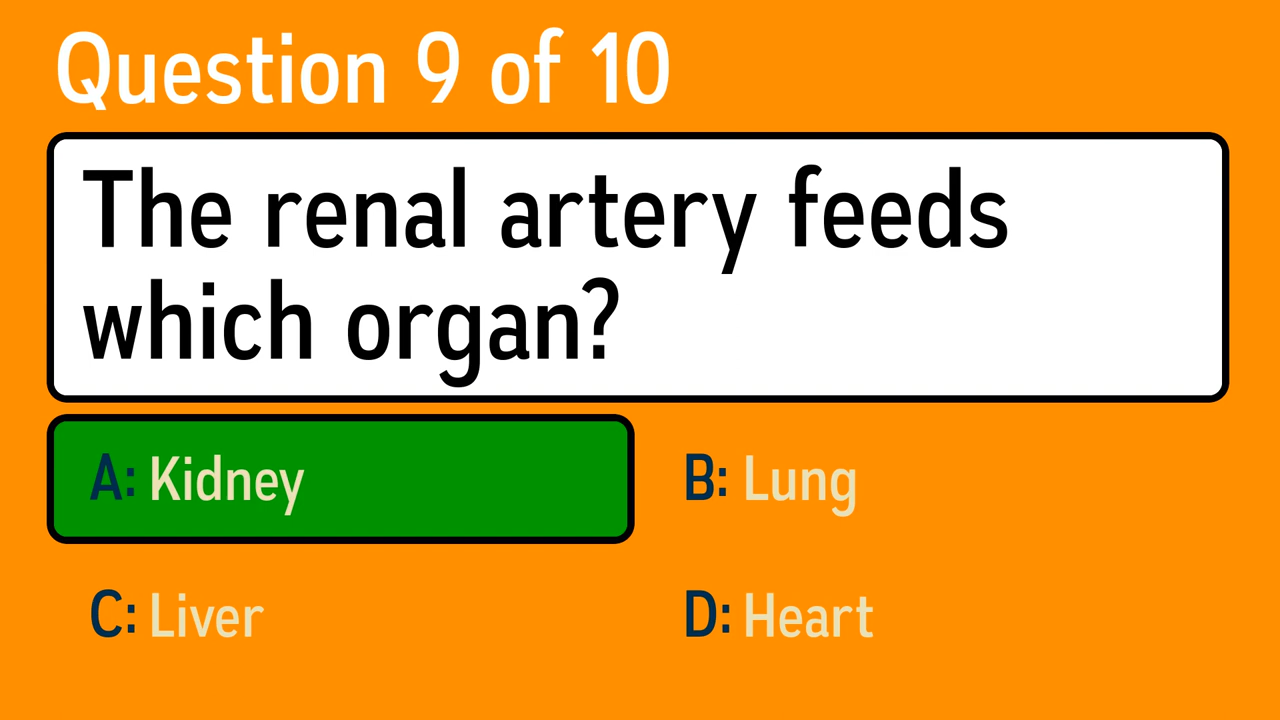 Question 9 of 10
The renal artery feeds
which organ?
A: Kidney
B: Lung
C: Liver
D: Heart